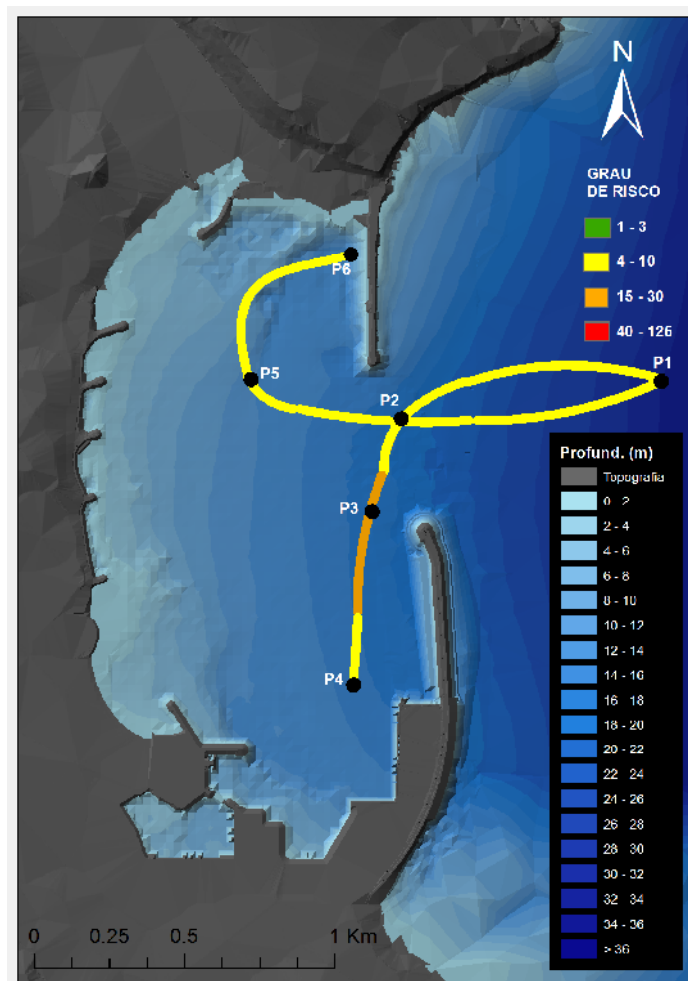 N
GRAU
DE RISCO
1 - 3
4 - 10
15 - 30
40 - 126
P6
P1
P5
P2
P3
P4
Profund. (m)
Topografia
0 - 2
2 - 4
4 - 6
6 - 8
8 - 10
10 - 12
12 - 14
14 - 16
16 - 18
18 - 20
20 - 22
22 - 24
24 - 26
26 - 28
28 - 30
30 - 32
32 - 34
34 - 36
> 36
0 0.25 0.5 1 Km